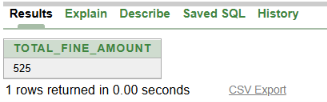 Results Explain Describe Saved SQL History
TOTAL_FINE_AMOUNT
525
1 rows returned in 0.00 seconds CSV Export